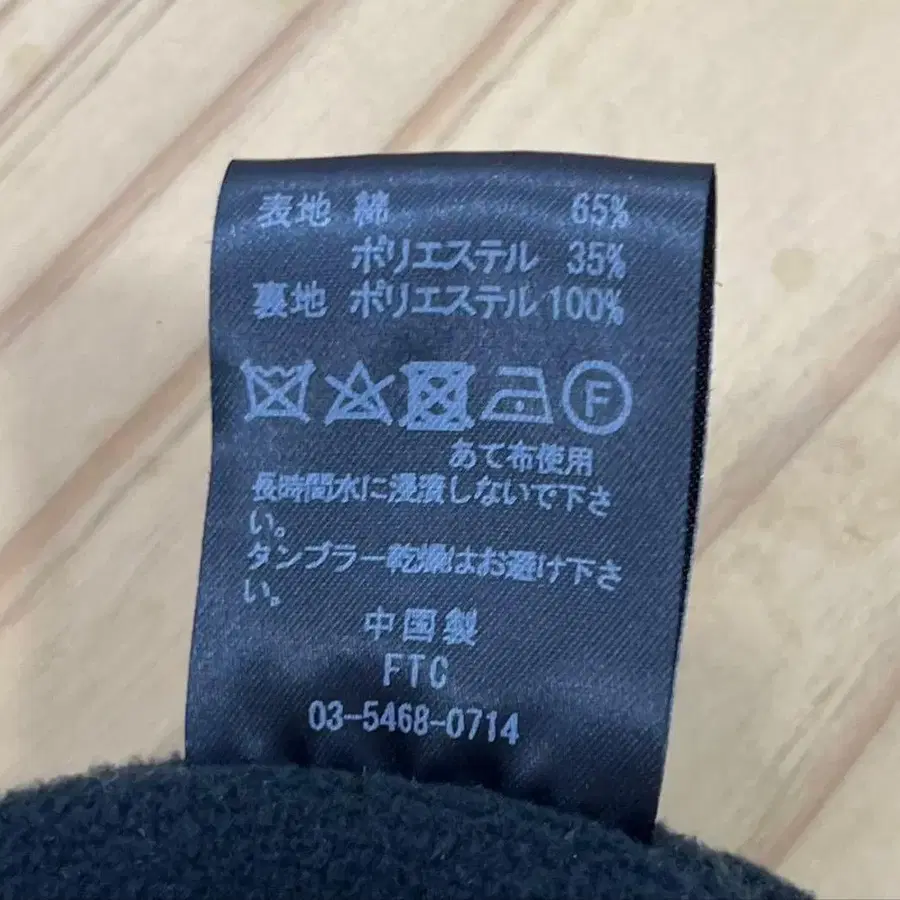 表地 綿 65%
ポリエステル 35%
裏地 ポリエステル 100%
F
あて布使用
長時間水に浸漬しないで下さ
い。
タンブラー乾燥はお避け下さ
い。
中国製
FTC
03-5468-0714